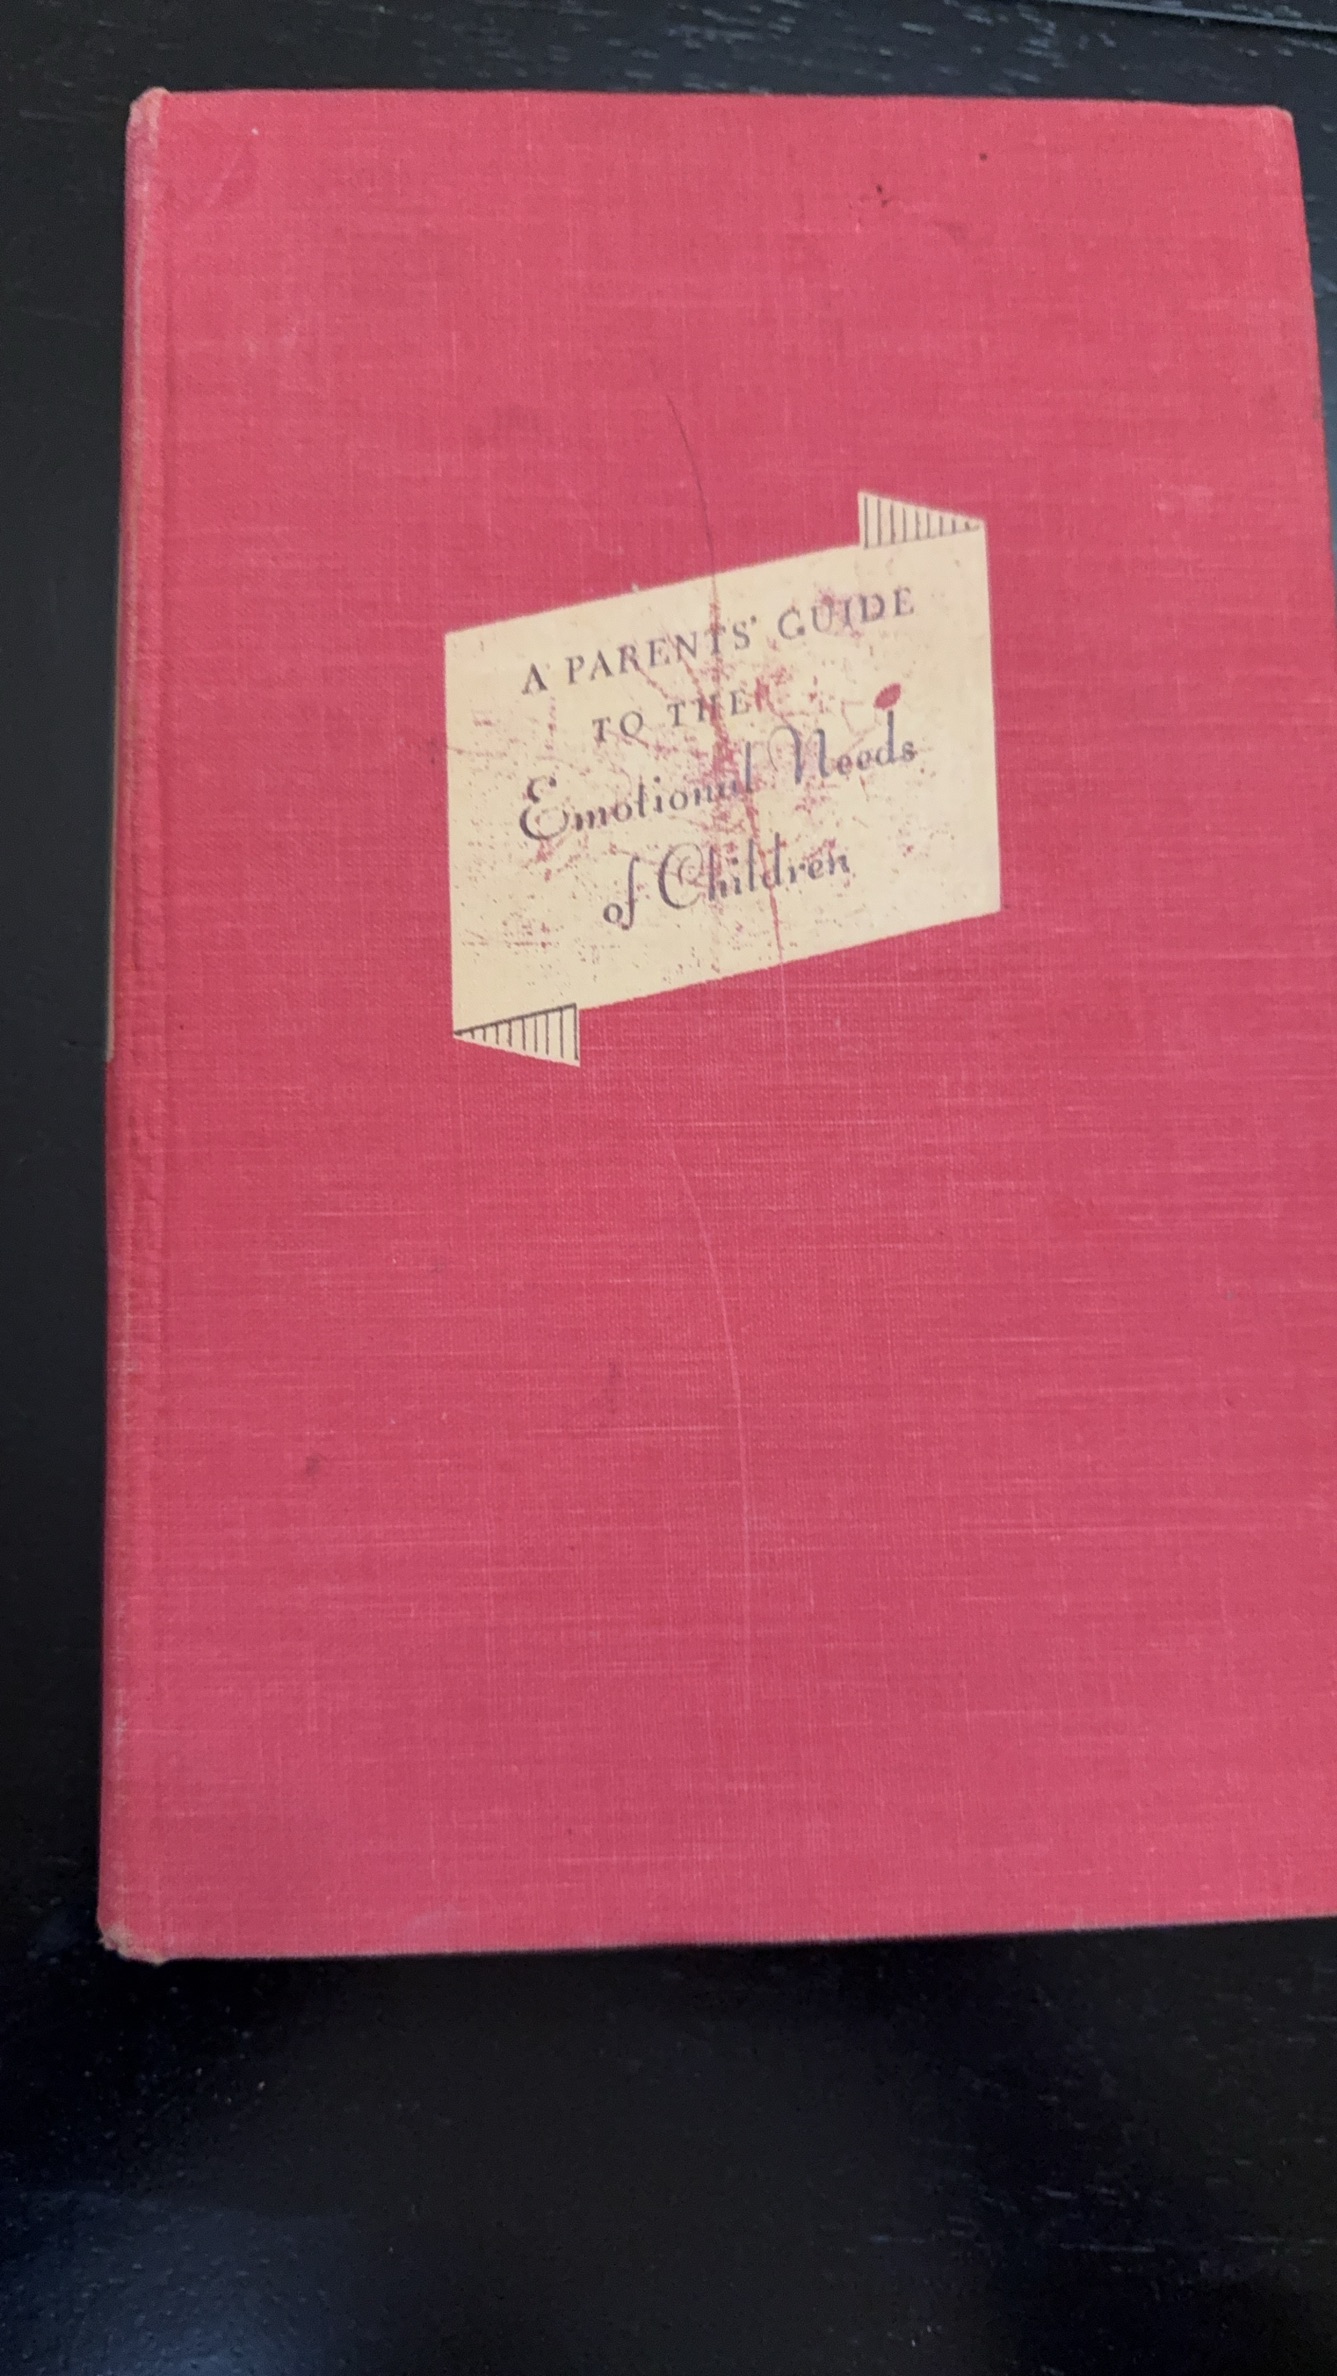 A PARENTS' GUIDE
TO THE
Emotional Needs
of Children